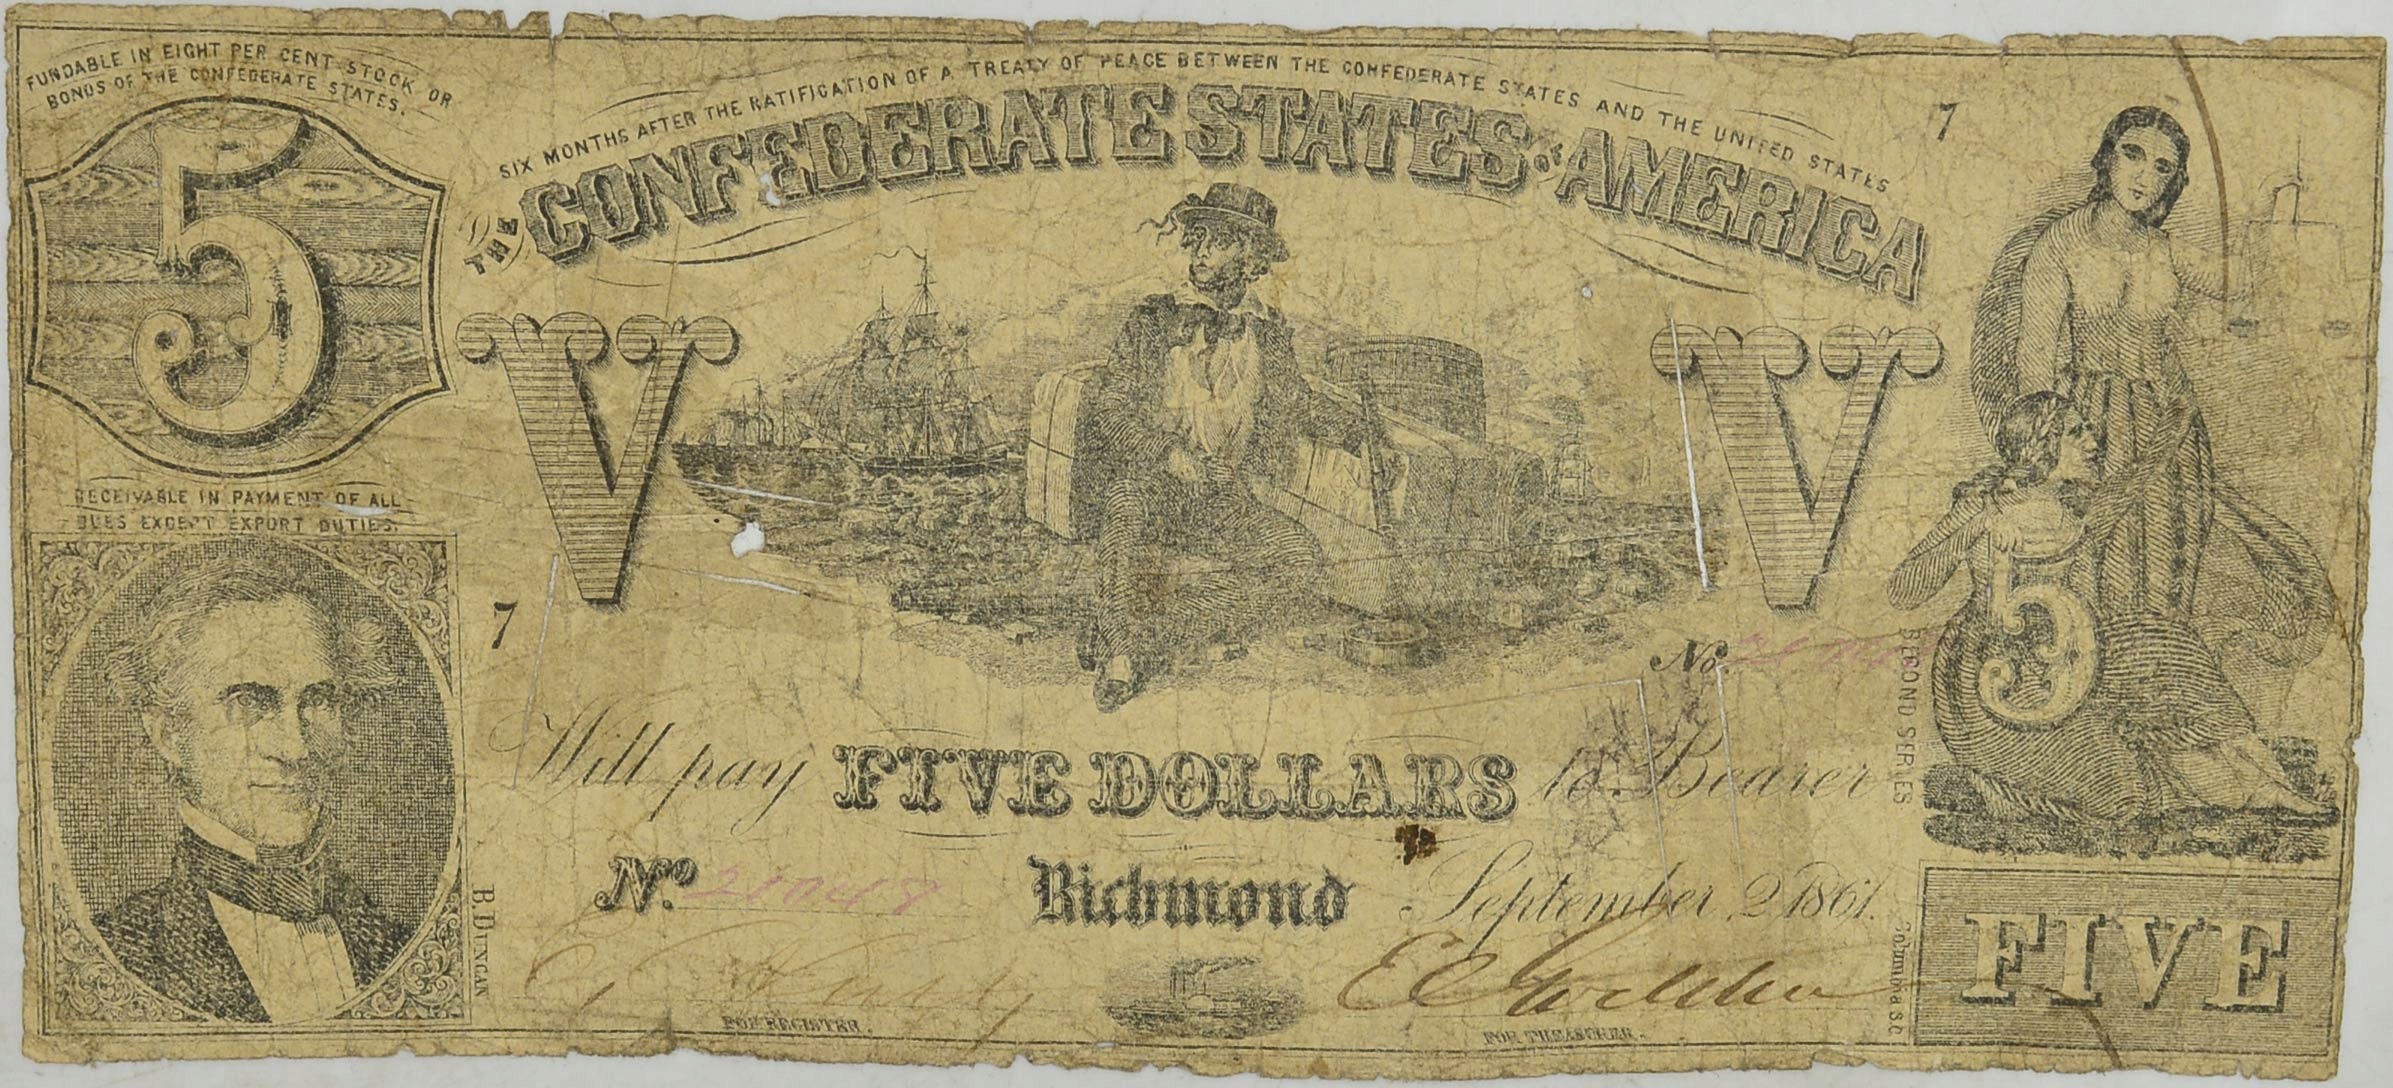 FUNDABLE IN EIGHT PER CENT STOCK OR
BONDS OF THE CONFEDERATE STATES.
SIX MONTHS AFTER THE RATIFICATION OF A TREATY OF PEACE BETWEEN THE CONFEDERATE STATES AND THE UNITED STATES
THE CONFEDERATE STATES OF AMERICA
7
5
V
V
RECEIVABLE IN PAYMENT OF ALL
DUES EXCEPT EXPORT DUTIES.
7
5
No.
SECOND SERIES
Will pay FIVE DOLLARS to Bearer
No. 21048
Richmond September 2, 1861.
B. DUNCAN
Columbia S.C.
FIVE
FOR REGISTER.
FOR TREASURER.